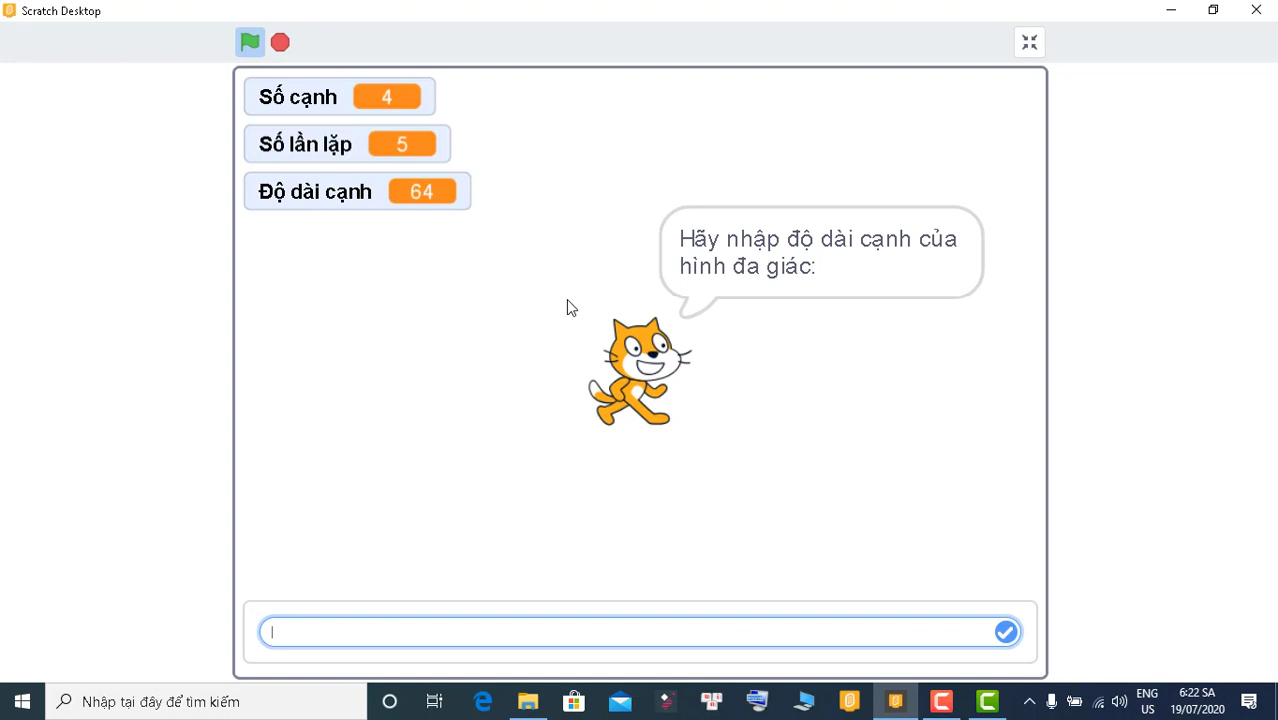 Scratch Desktop
Số cạnh 4
Số lần lặp 5
Độ dài cạnh 64
Hãy nhập độ dài cạnh của
hình đa giác:
Nhập tại đây để tìm kiếm
ENG
US
6:22 SA
19/07/2020